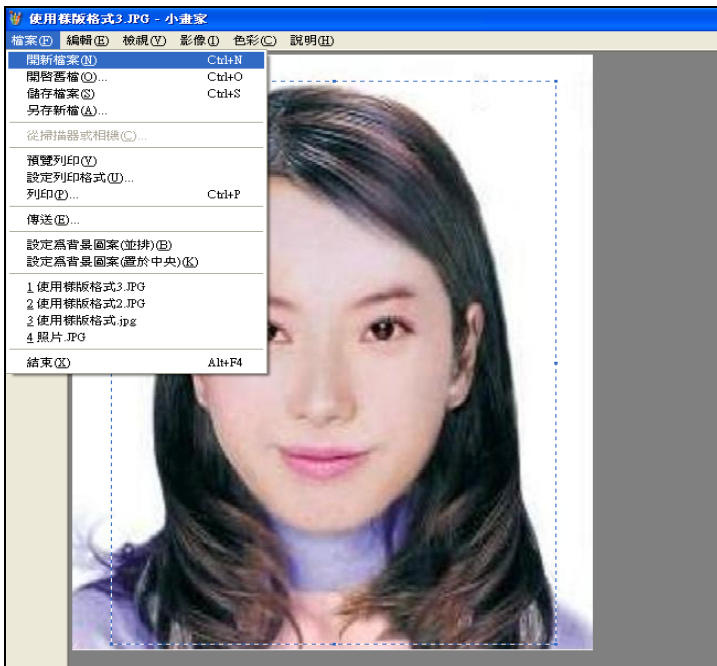 使用樣版格式3.JPG - 小畫家
檔案(F) 編輯(E) 檢視(V) 影像(I) 色彩(C) 說明(H)
開新檔案(N) Ctrl+N
開啓舊檔(O)... Ctrl+O
儲存檔案(S) Ctrl+S
另存新檔(A)...
從掃描器或相機(C)...
預覽列印(V)
設定列印格式(U)...
列印(P)... Ctrl+P
傳送(E)...
設定爲背景圖案(並排)(B)
設定爲背景圖案(置於中央)(K)
1 使用樣版格式3.JPG
2 使用樣版格式2.JPG
3 使用樣版格式.jpg
4 照片.JPG
結束(X) Alt+F4